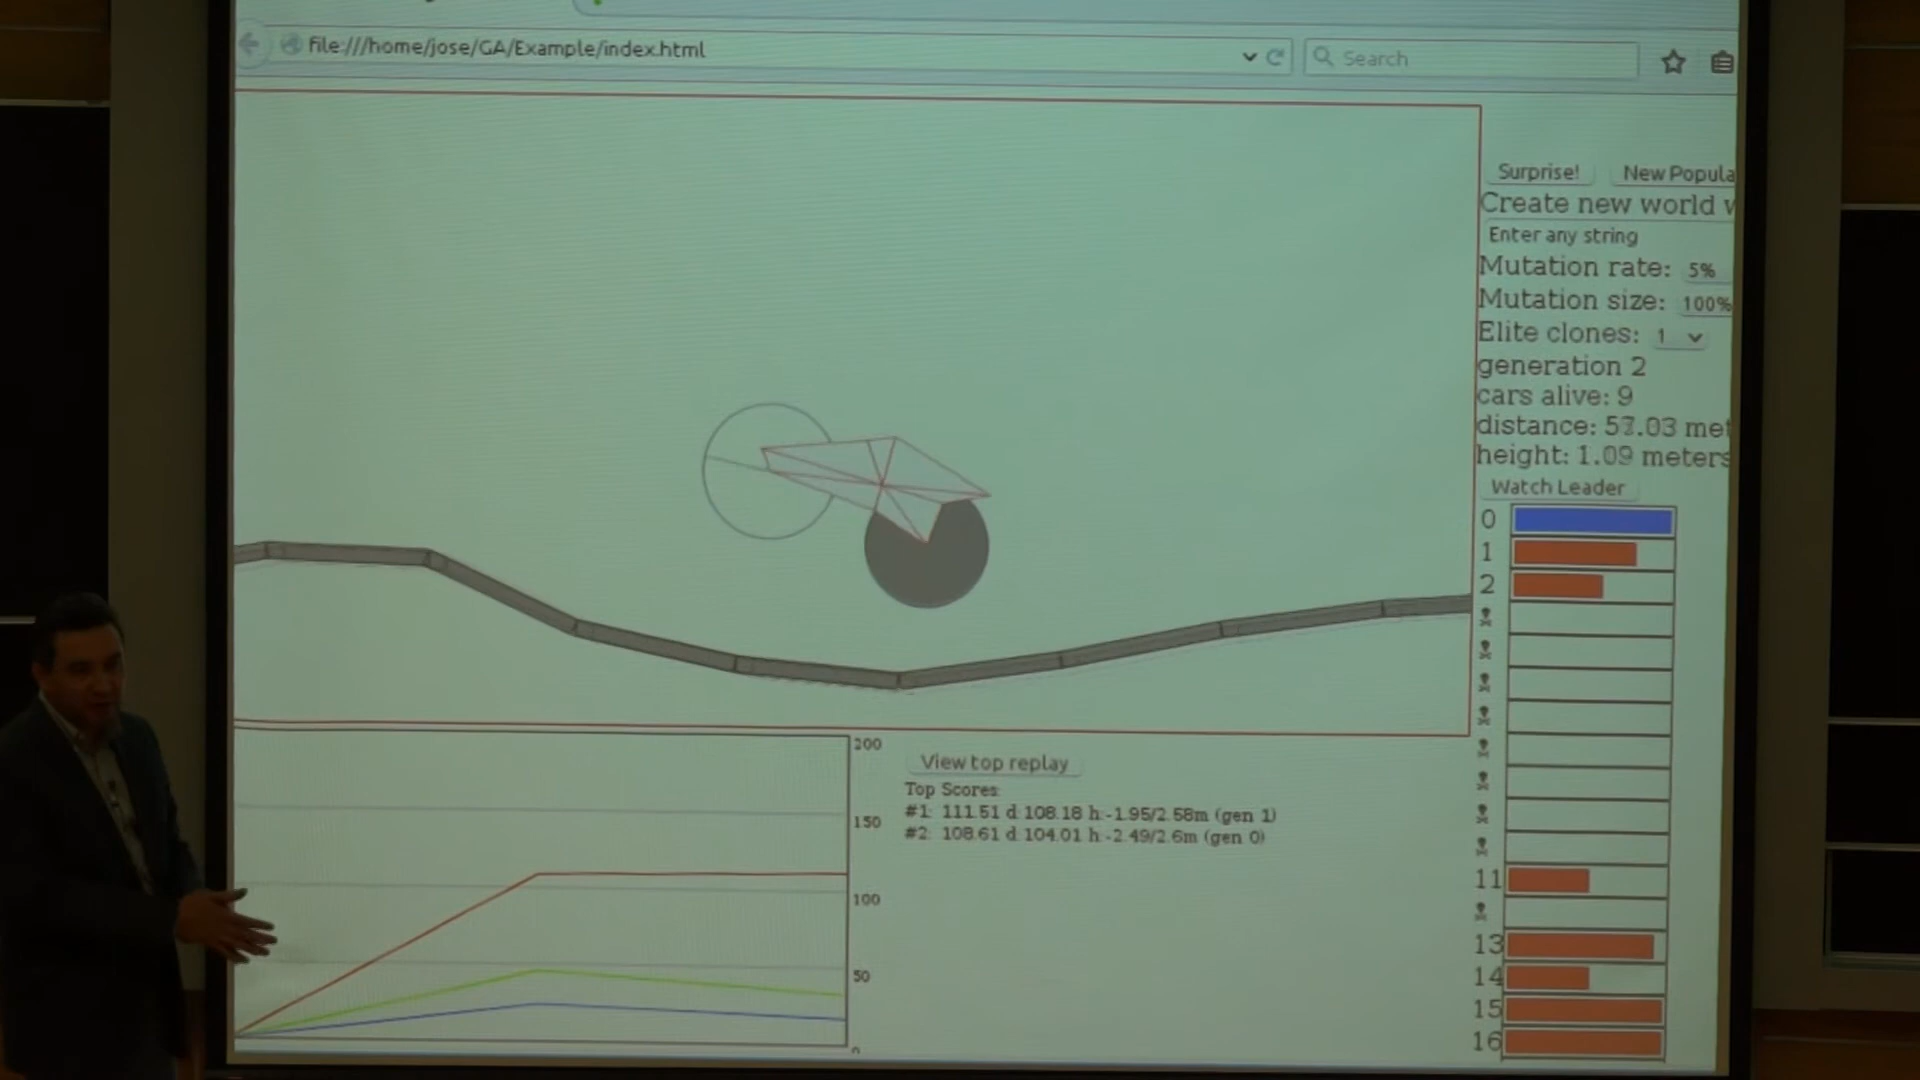 file:///home/jose/GA/Example/index.html
Search
Surprise! New Popula
Create new world w
Enter any string
Mutation rate: 5%
Mutation size: 100%
Elite clones: 1
generation 2
cars alive: 9
distance: 57.03 met
height: 1.09 meters
Watch Leader
0
1
2
11
13
14
15
16
200
150
100
50
0
View top replay
Top Scores:
#1: 111.51 d:108.18 h:-1.95/2.58m (gen 1)
#2: 108.61 d:104.01 h:-2.49/2.6m (gen 0)